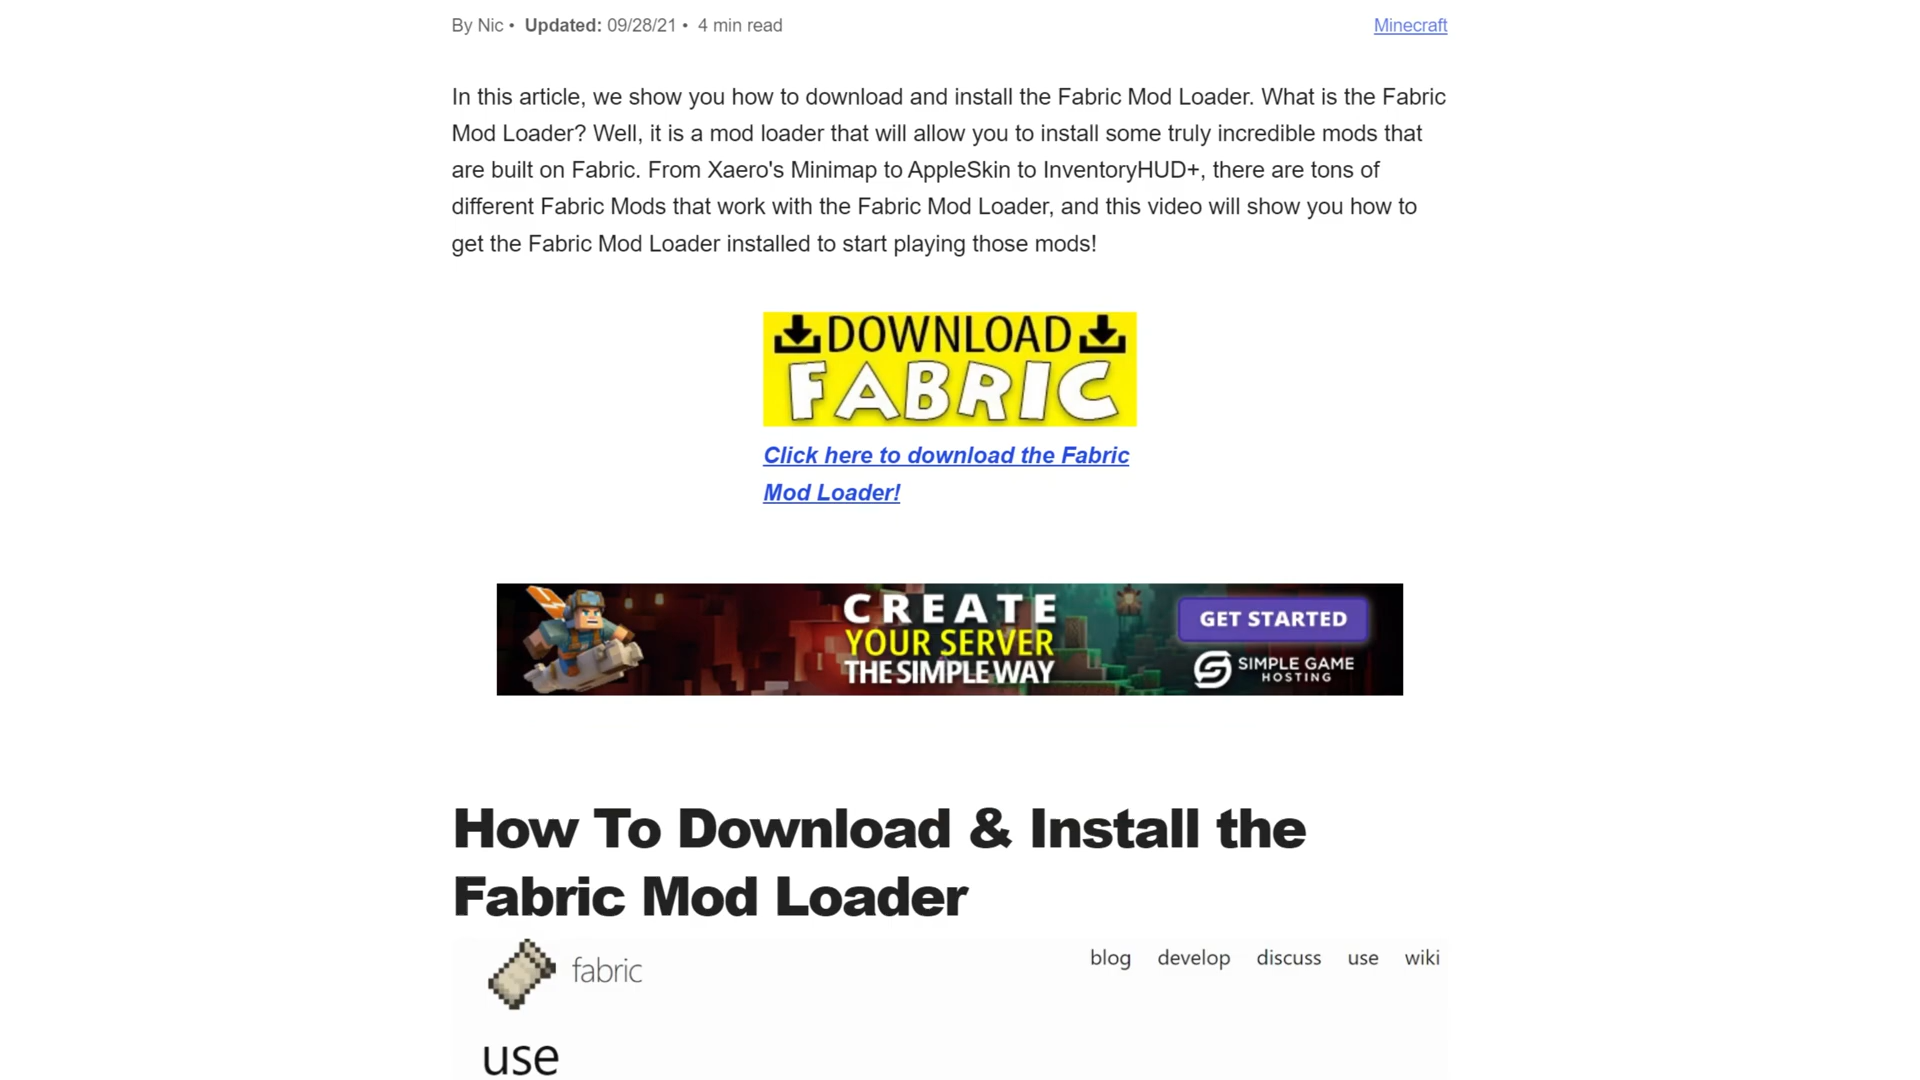 By Nic • Updated: 09/28/21 • 4 min read
Minecraft
In this article, we show you how to download and install the Fabric Mod Loader. What is the Fabric
Mod Loader? Well, it is a mod loader that will allow you to install some truly incredible mods that
are built on Fabric. From Xaero's Minimap to AppleSkin to InventoryHUD+, there are tons of
different Fabric Mods that work with the Fabric Mod Loader, and this video will show you how to
get the Fabric Mod Loader installed to start playing those mods!
DOWNLOAD
FABRIC
Click here to download the Fabric
Mod Loader!
CREATE
YOUR SERVER
THE SIMPLE WAY
GET STARTED
SIMPLE GAME
HOSTING
How To Download & Install the
Fabric Mod Loader
fabric
blog develop discuss use wiki
use